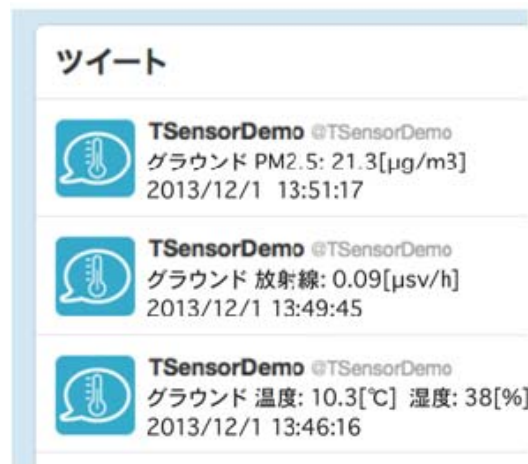 ツイート
TSensorDemo @TSensorDemo
グラウンド PM2.5: 21.3[μg/m3]
2013/12/1 13:51:17
TSensorDemo @TSensorDemo
グラウンド 放射線: 0.09[μsv/h]
2013/12/1 13:49:45
TSensorDemo @TSensorDemo
グラウンド 温度: 10.3[℃] 湿度: 38[%]
2013/12/1 13:46:16